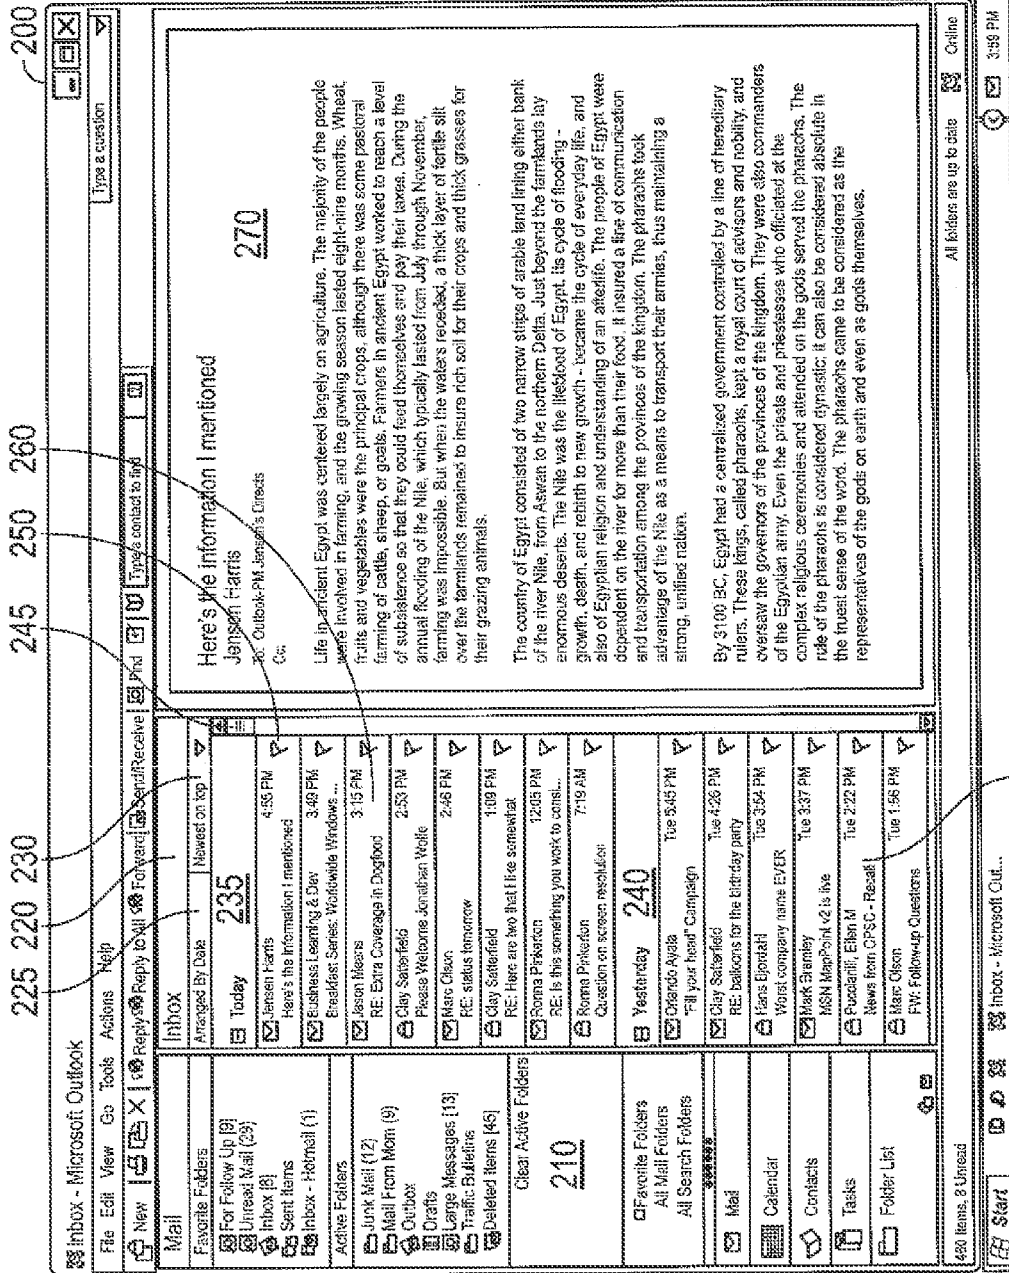 200
260
250
245
230
220
225
Inbox - Microsoft Outlook
File Edit View Go Tools Actions Help
Type a question
New
Reply Reply to All Forward Send/Receive Find Type a contact to find
Mail
Favorite Folders
For Follow Up [9]
Unread Mail (29)
Inbox [8]
Sent Items
Inbox - Hotmail (1)
Active Folders
Junk Mail (12)
Mail From Mom (9)
Outbox
Drafts
Large Messages [13]
Traffic Bulletins
Deleted Items [45]
Clear Active Folders
210
Favorite Folders
All Mail Folders
All Search Folders
Mail
Calendar
Contacts
Tasks
Folder List
Inbox
Arranged By Date Newest on top
Today 235
Jensen Harris 4:55 PM
Here's the information I mentioned
Business Learning & Dev 3:49 PM
Breakfast Series: Worldwide Windows ...
Jason Means 3:15 PM
RE: Extra Coverage in Dogfood
Clay Satterfield 2:53 PM
Please Welcome Jonathan Wolfe
Marc Olson 2:46 PM
RE: status tomorrow
Clay Satterfield 1:09 PM
RE: Here are two that I like somewhat
Ronna Pinkerton 12:03 PM
RE: Is this something you work to consi...
Ronna Pinkerton 7:19 AM
Question on screen resolution
Yesterday 240
Orlando Ayala Tue 5:45 PM
"Fill your head" Campaign
Clay Satterfield Tue 4:26 PM
RE: balloons for the birthday party
Hans Bjordahl Tue 3:54 PM
Worst company name EVER
Mark Bramley Tue 3:37 PM
MSN MapPoint v2 is live
Pucolarill, Ellen M Tue 2:22 PM
News from CPSC - Recall
Marc Olson Tue 1:56 PM
FW: Follow-up Questions
Here's the information I mentioned
Jensen Harris
To: Outlook-PM Jensen's Directs
Cc:
270
Life in ancient Egypt was centered largely on agriculture. The majority of the people
were involved in farming, and the growing season lasted eight-nine months. Wheat,
fruits and vegetables were the principal crops, although there was some pastoral
farming of cattle, sheep, or goats. Farmers in ancient Egypt worked to reach a level
of subsistence so that they could feed themselves and pay their taxes. During the
annual flooding of the Nile, which typically lasted from July through November,
farming was impossible. But when the waters receded, a thick layer of fertile silt
over the farmlands remained to insure rich soil for their crops and thick grasses for
their grazing animals.
The country of Egypt consisted of two narrow strips of arable land lining either bank
of the river Nile, from Aswan to the northern Delta. Just beyond the farmlands lay
enormous deserts. The Nile was the lifeblood of Egypt. Its cycle of flooding -
growth, death, and rebirth to new growth - became the cycle of everyday life, and
also of Egyptian religion and understanding of an afterlife. The people of Egypt were
dependent on the river for more than their food. It insured a line of communication
and transportation among the provinces of the kingdom. The pharaohs took
advantage of the Nile as a means to transport their armies, thus maintaining a
strong, unified nation.
By 3100 BC, Egypt had a centralized government controlled by a line of hereditary
rulers. These kings, called pharaohs, kept a royal court of advisors and nobility, and
oversaw the governors of the provinces of the kingdom. They were also commanders
of the Egyptian army. Even the priests and priestesses who officiated at the
complex religious ceremonies and attended on the gods served the pharaohs. The
rule of the pharaohs is considered dynastic; it can also be considered absolute in
the truest sense of the word. The pharaohs came to be considered as the
representatives of the gods on earth and even as gods themselves.
480 Items, 8 Unread
All folders are up to date Online
Start
Inbox - Microsoft Out...
3:59 PM